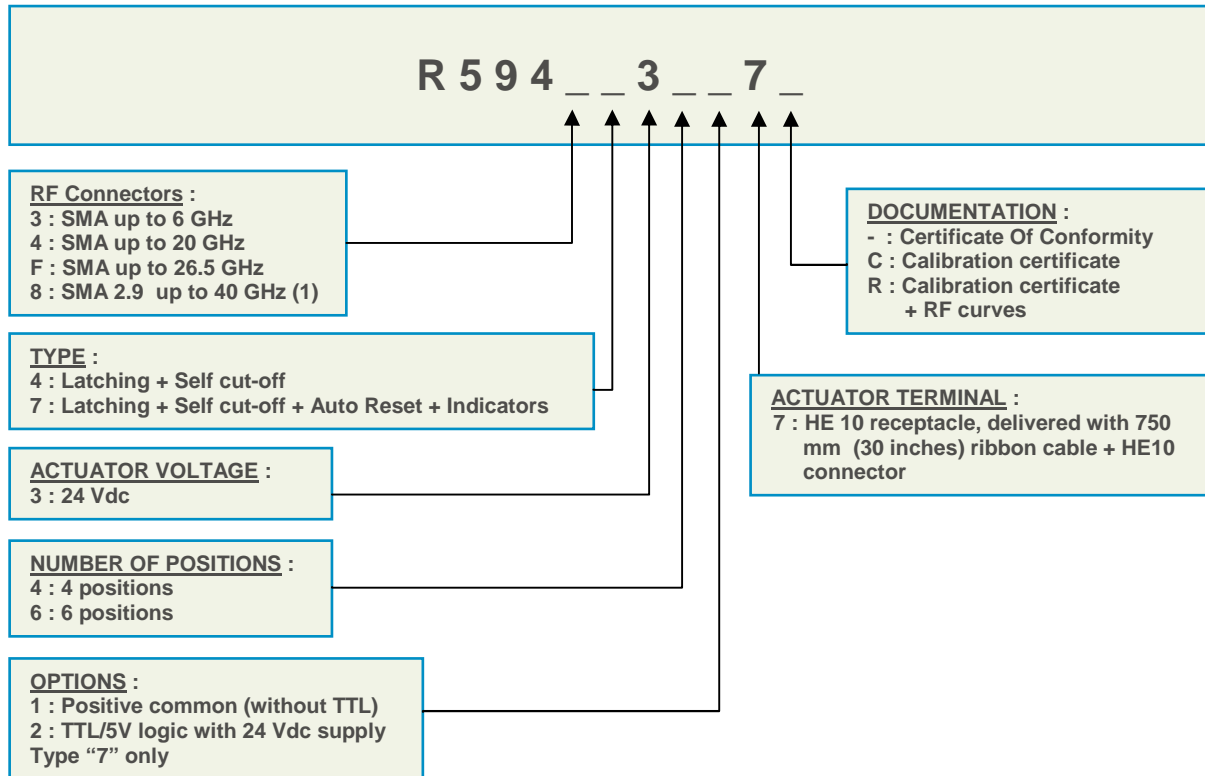 R 5 9 4 _ _ 3 _ _ 7 _
RF Connectors :
3 : SMA up to 6 GHz
4 : SMA up to 20 GHz
F : SMA up to 26.5 GHz
8 : SMA 2.9 up to 40 GHz (1)
TYPE :
4 : Latching + Self cut-off
7 : Latching + Self cut-off + Auto Reset + Indicators
ACTUATOR VOLTAGE :
3 : 24 Vdc
NUMBER OF POSITIONS :
4 : 4 positions
6 : 6 positions
OPTIONS :
1 : Positive common (without TTL)
2 : TTL/5V logic with 24 Vdc supply
Type “7” only
DOCUMENTATION :
- : Certificate Of Conformity
C : Calibration certificate
R : Calibration certificate
+ RF curves
ACTUATOR TERMINAL :
7 : HE 10 receptacle, delivered with 750
mm (30 inches) ribbon cable + HE10
connector